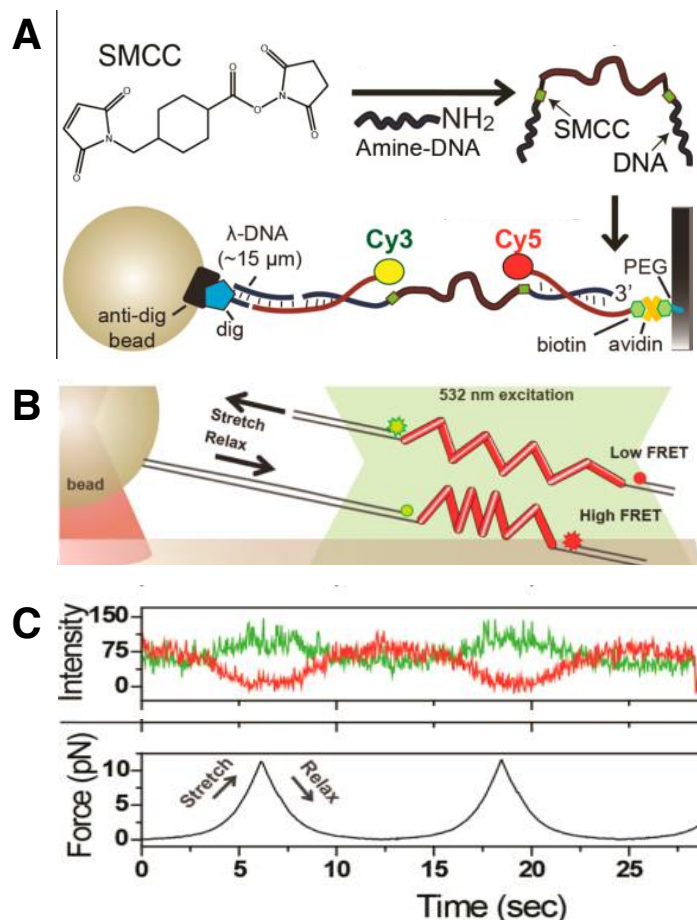 A
SMCC
O
O
N
O
O
N
O
O
NH2
Amine-DNA
SMCC
DNA
λ-DNA
(~15 μm)
Cy3
Cy5
PEG
3'
anti-dig
bead
dig
biotin
avidin
B
532 nm excitation
Stretch
Relax
Low FRET
bead
High FRET
C
Intensity
150
75
0
Force (pN)
10
5
0
Stretch
Relax
0
5
10
15
20
25
Time (sec)